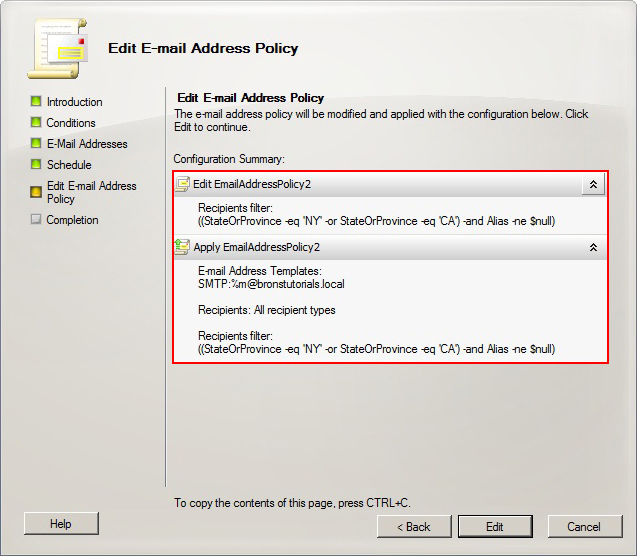 Edit E-mail Address Policy
Introduction
Conditions
E-Mail Addresses
Schedule
Edit E-mail Address
Policy
Completion
Edit E-mail Address Policy
The e-mail address policy will be modified and applied with the configuration below. Click
Edit to continue.
Configuration Summary:
Edit EmailAddressPolicy2
Recipients filter:
((StateOrProvince -eq 'NY' -or StateOrProvince -eq 'CA') -and Alias -ne $null)
Apply EmailAddressPolicy2
E-mail Address Templates:
SMTP:%m@bronstutorials.local
Recipients: All recipient types
Recipients filter:
((StateOrProvince -eq 'NY' -or StateOrProvince -eq 'CA') -and Alias -ne $null)
To copy the contents of this page, press CTRL+C.
Help
< Back
Edit
Cancel